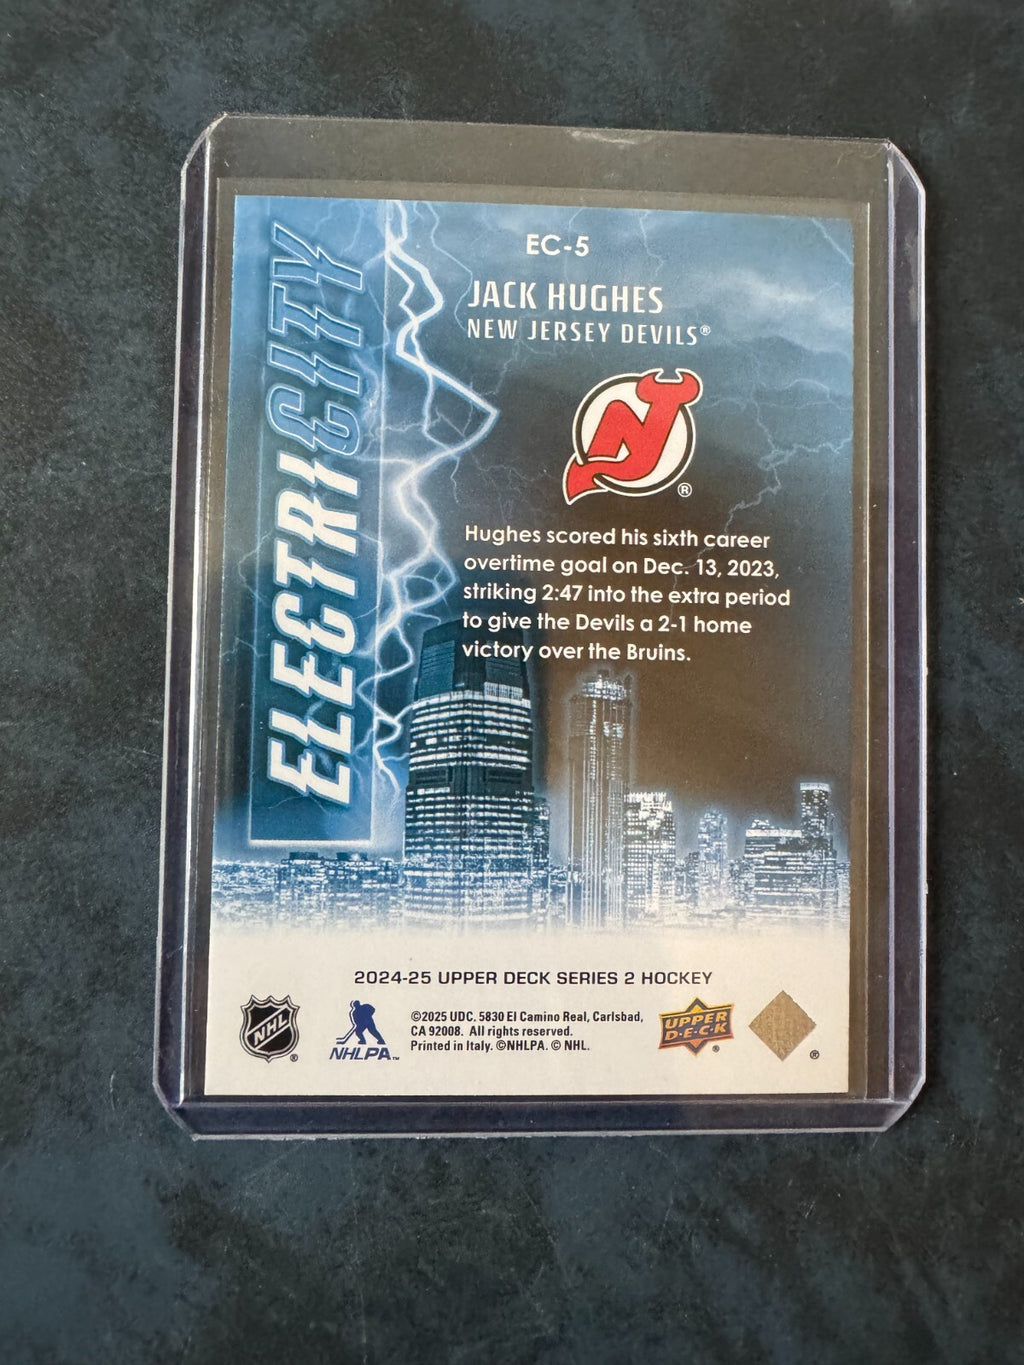 EC-5
JACK HUGHES
NEW JERSEY DEVILS®
ELECTRICITY
®
Hughes scored his sixth career
overtime goal on Dec. 13, 2023,
striking 2:47 into the extra period
to give the Devils a 2-1 home
victory over the Bruins.
2024-25 UPPER DECK SERIES 2 HOCKEY
NHL ®
NHLPA™
©2025 UDC. 5830 El Camino Real, Carlsbad,
CA 92008. All rights reserved.
Printed in Italy. ©NHLPA. © NHL.
UPPER
D·E·C·K ®
®